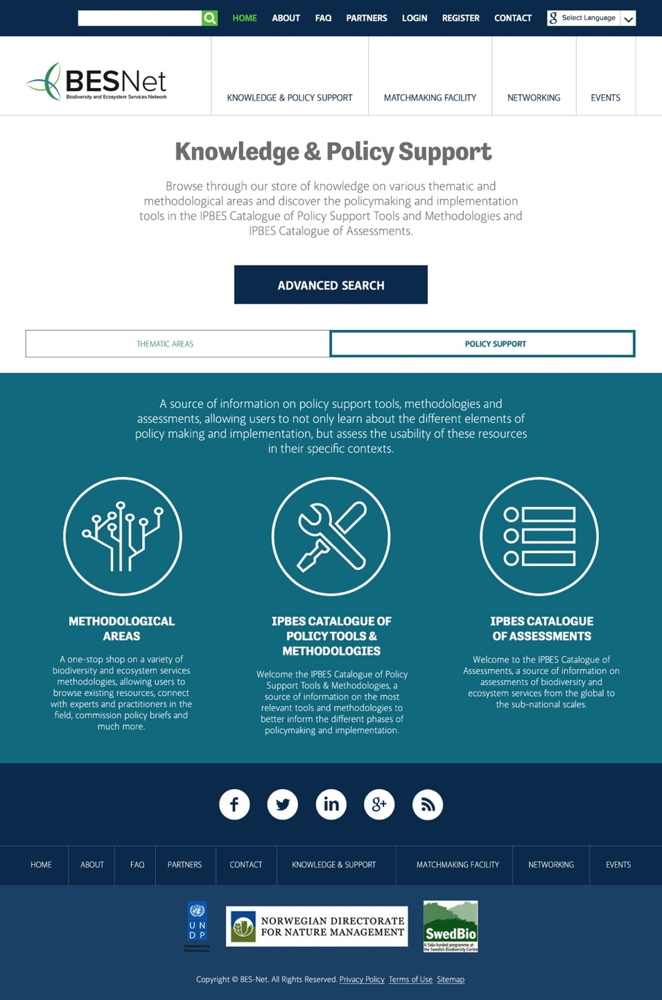 HOME ABOUT FAQ PARTNERS LOGIN REGISTER CONTACT g Select Language
BESNet
Biodiversity and Ecosystem Services Network
KNOWLEDGE & POLICY SUPPORT MATCHMAKING FACILITY NETWORKING EVENTS
Knowledge & Policy Support
Browse through our store of knowledge on various thematic and
methodological areas and discover the policymaking and implementation
tools in the IPBES Catalogue of Policy Support Tools and Methodologies and
IPBES Catalogue of Assessments.
ADVANCED SEARCH
THEMATIC AREAS POLICY SUPPORT
A source of information on policy support tools, methodologies and
assessments, allowing users to not only learn about the different elements of
policy making and implementation, but assess the usability of these resources
in their specific contexts.
METHODOLOGICAL
AREAS
A one-stop shop on a variety of
biodiversity and ecosystem services
methodologies, allowing users to
browse existing resources, connect
with experts and practitioners in the
field, commission policy briefs and
much more.
IPBES CATALOGUE OF
POLICY TOOLS &
METHODOLOGIES
Welcome the IPBES Catalogue of Policy
Support Tools & Methodologies, a
source of information on the most
relevant tools and methodologies to
better inform the different phases of
policymaking and implementation.
IPBES CATALOGUE
OF ASSESSMENTS
Welcome to the IPBES Catalogue of
Assessments, a source of information on
assessments of biodiversity and
ecosystem services from the global to
the sub-national scales.
f in g+
HOME ABOUT FAQ PARTNERS CONTACT KNOWLEDGE & SUPPORT MATCHMAKING FACILITY NETWORKING EVENTS
U N
D P
Empowered lives.
Resilient nations.
NORWEGIAN DIRECTORATE
FOR NATURE MANAGEMENT
SwedBio
A Sida-funded programme at
the Swedish Biodiversity Centre
Copyright © BES-Net. All Rights Reserved. Privacy Policy Terms of Use Sitemap